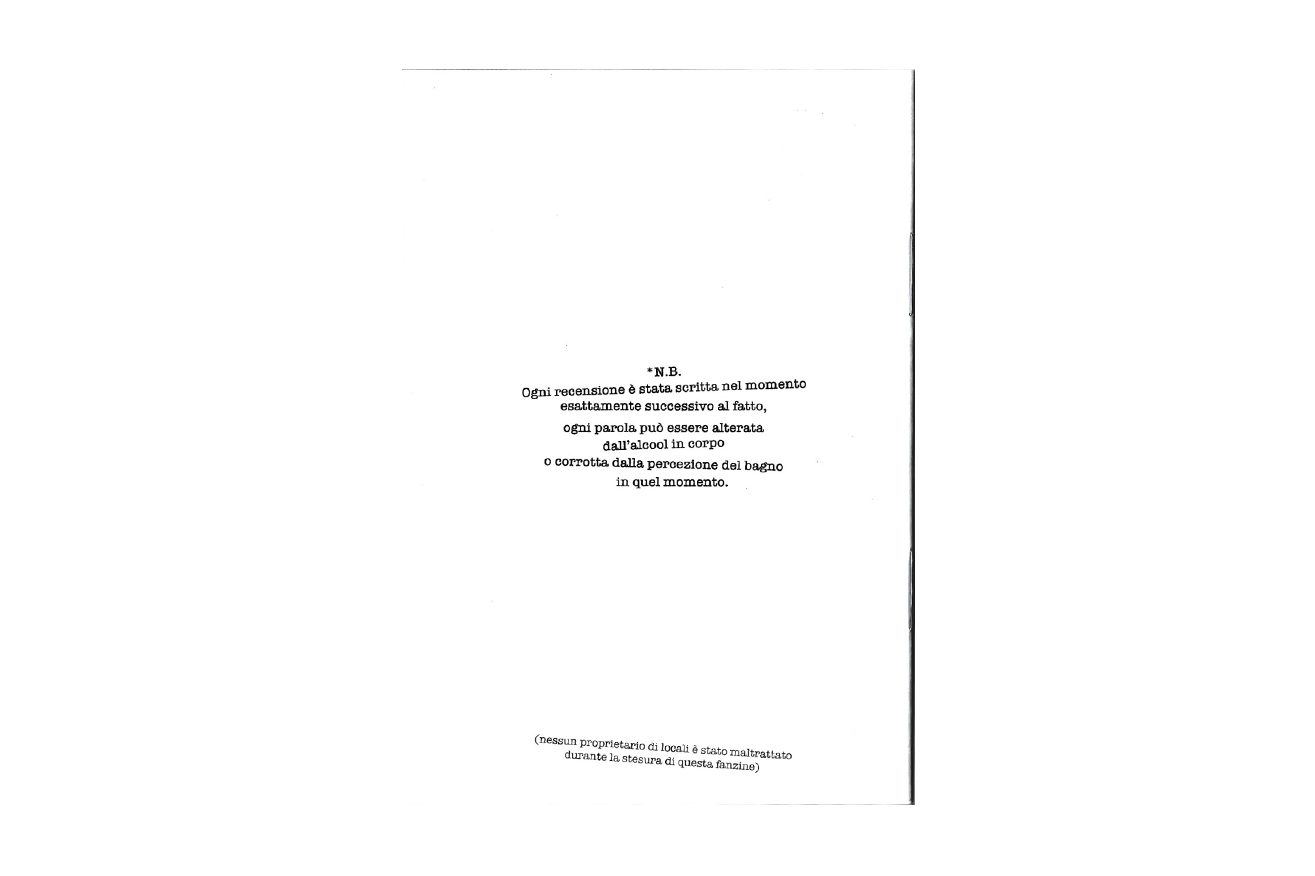 *N.B.
Ogni recensione è stata scritta nel momento
esattamente successivo al fatto,
ogni parola può essere alterata
dall'alcool in corpo
o corrotta dalla percezione del bagno
in quel momento.
(nessun proprietario di locali è stato maltrattato
durante la stesura di questa fanzine)